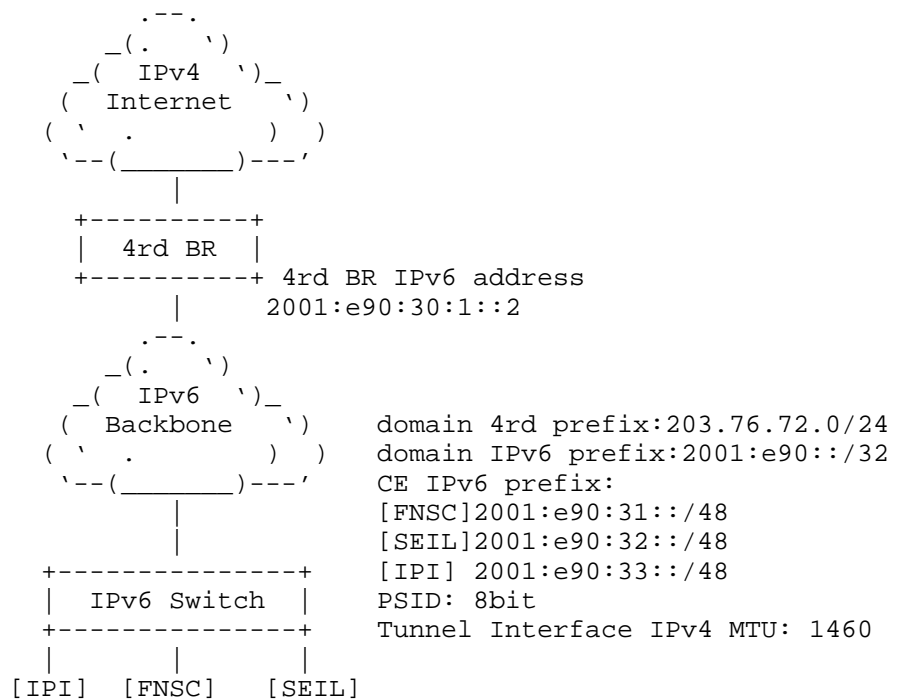 IPv4
Internet
4rd BR
4rd BR IPv6 address
2001:e90:30:1::2
IPv6
Backbone
domain 4rd prefix:203.76.72.0/24
domain IPv6 prefix:2001:e90::/32
CE IPv6 prefix:
[FNSC]2001:e90:31::/48
[SEIL]2001:e90:32::/48
[IPI] 2001:e90:33::/48
IPv6 Switch
PSID: 8bit
Tunnel Interface IPv4 MTU: 1460
[IPI] [FNSC] [SEIL]